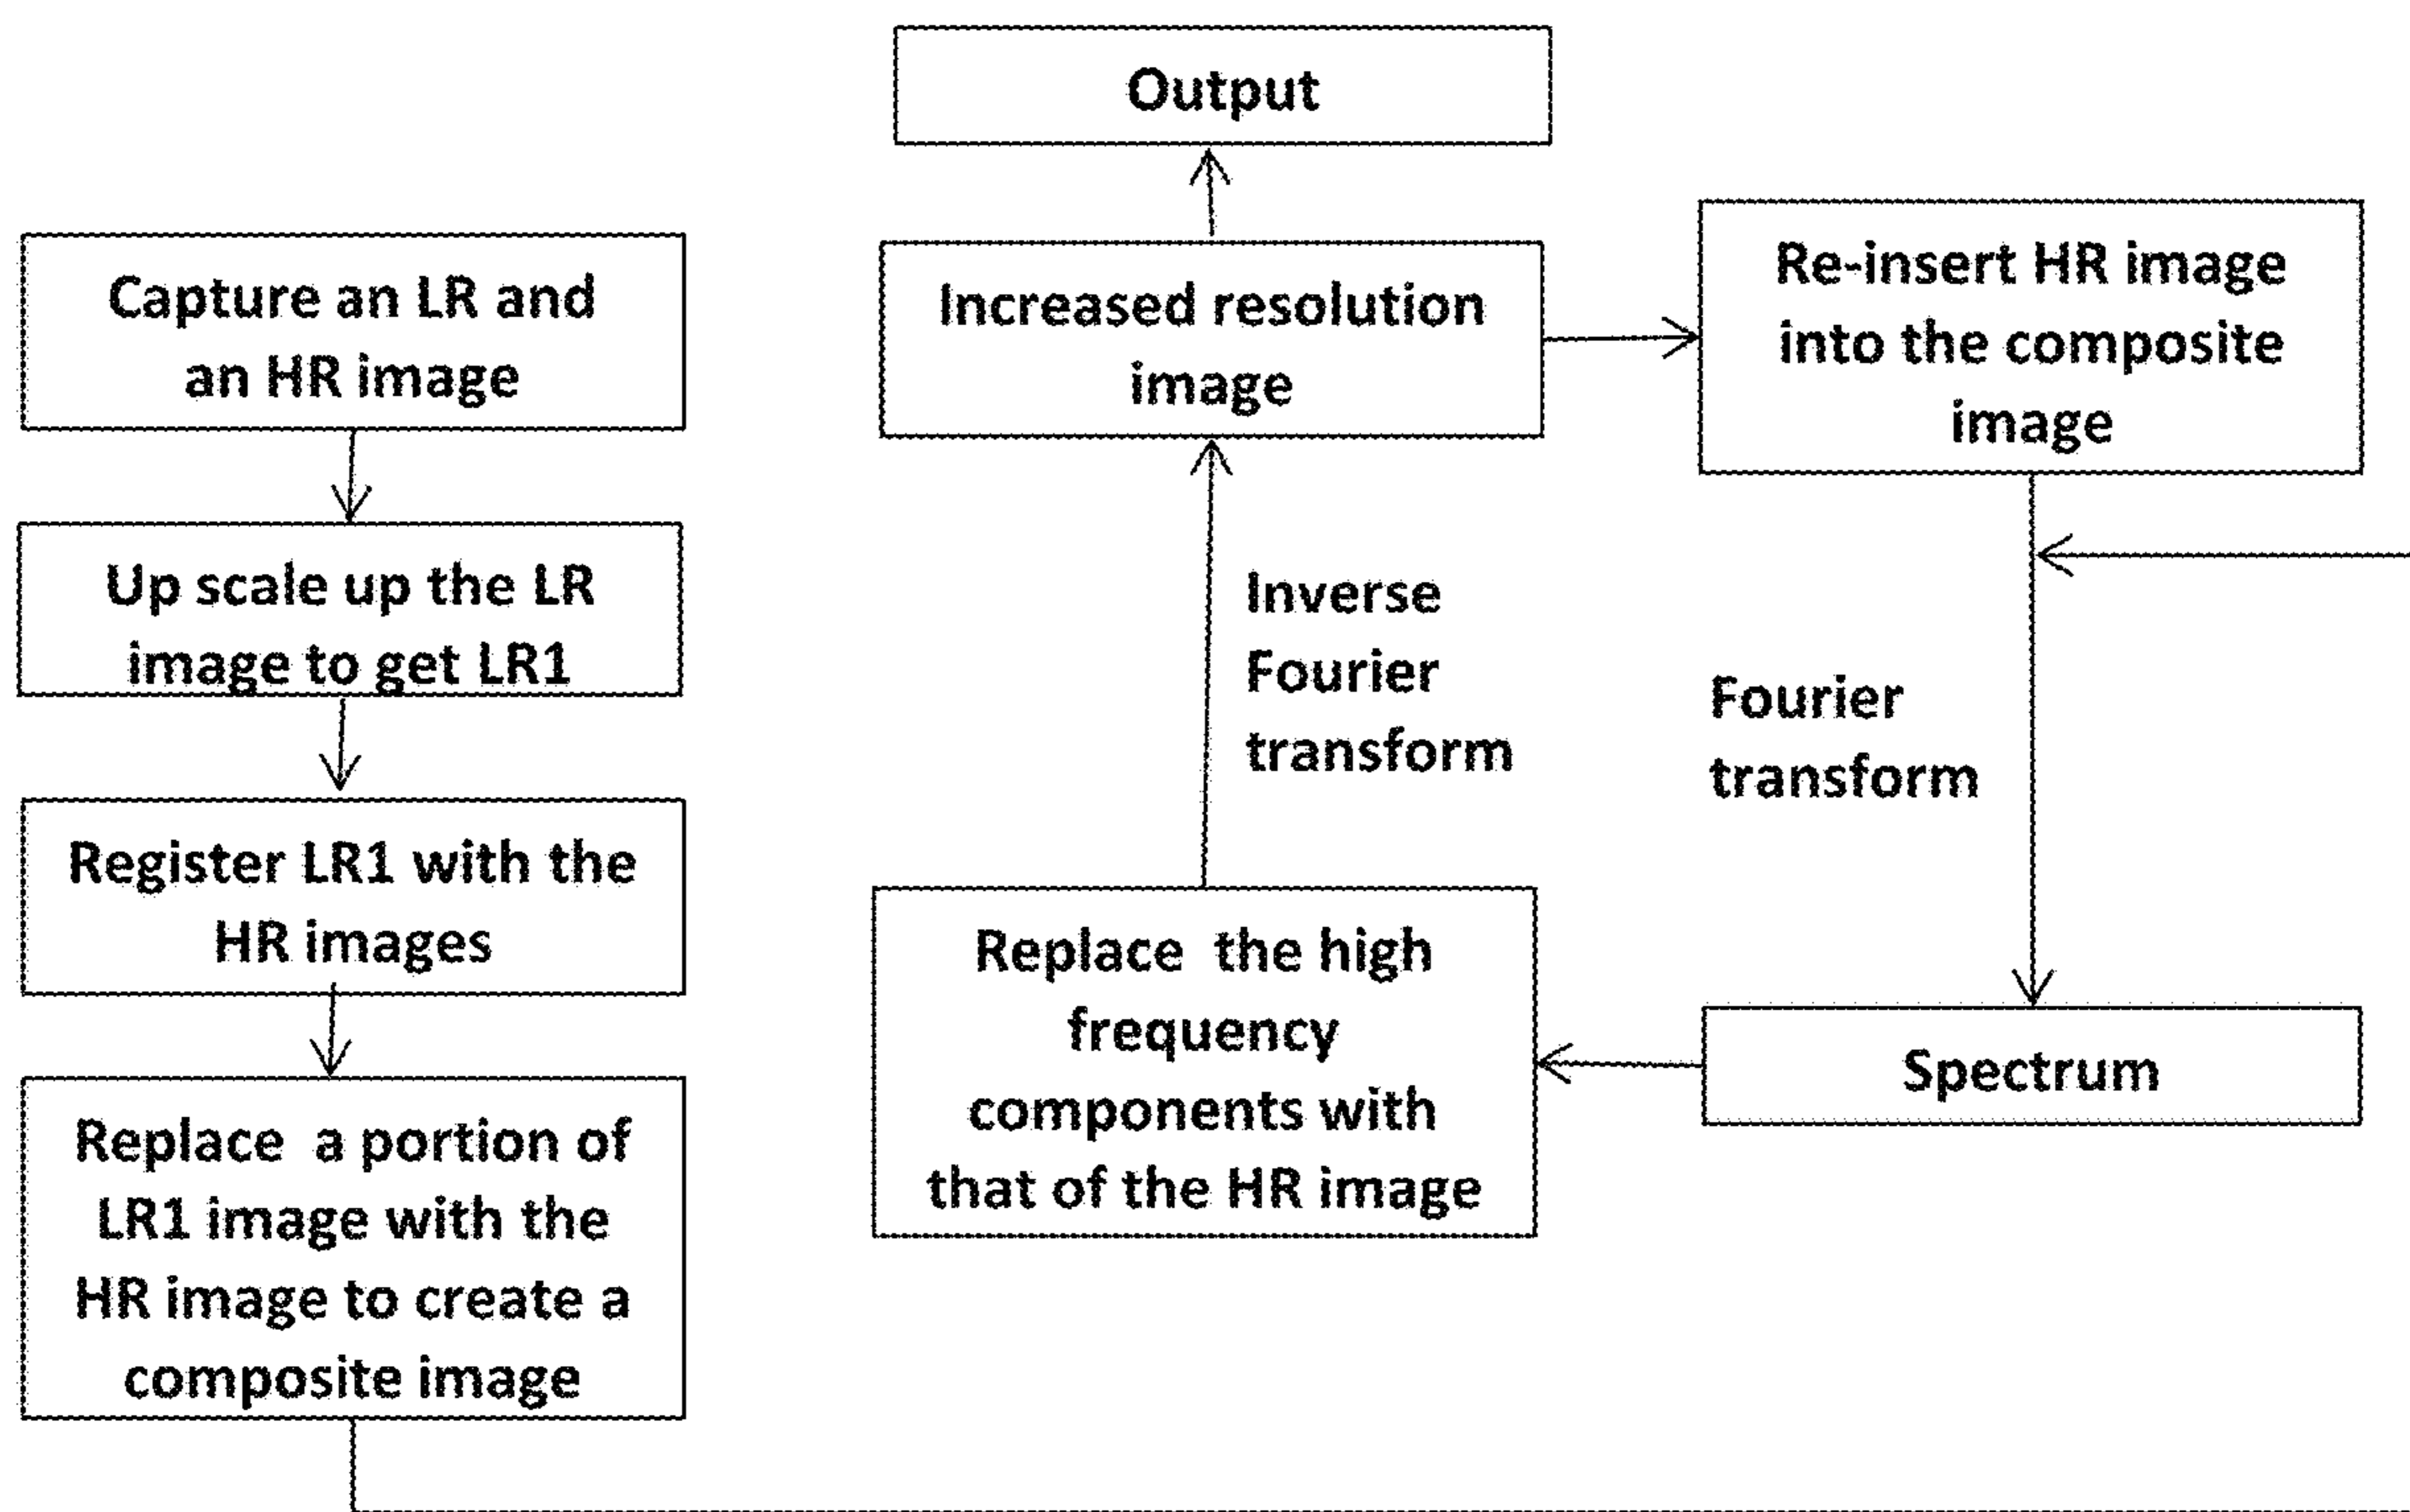 Capture an LR and
an HR image
Up scale up the LR
image to get LR1
Register LR1 with the
HR images
Replace a portion of
LR1 image with the
HR image to create a
composite image
Output
Increased resolution
image
Inverse
Fourier
transform
Replace the high
frequency
components with
that of the HR image
Re-insert HR image
into the composite
image
Fourier
transform
Spectrum